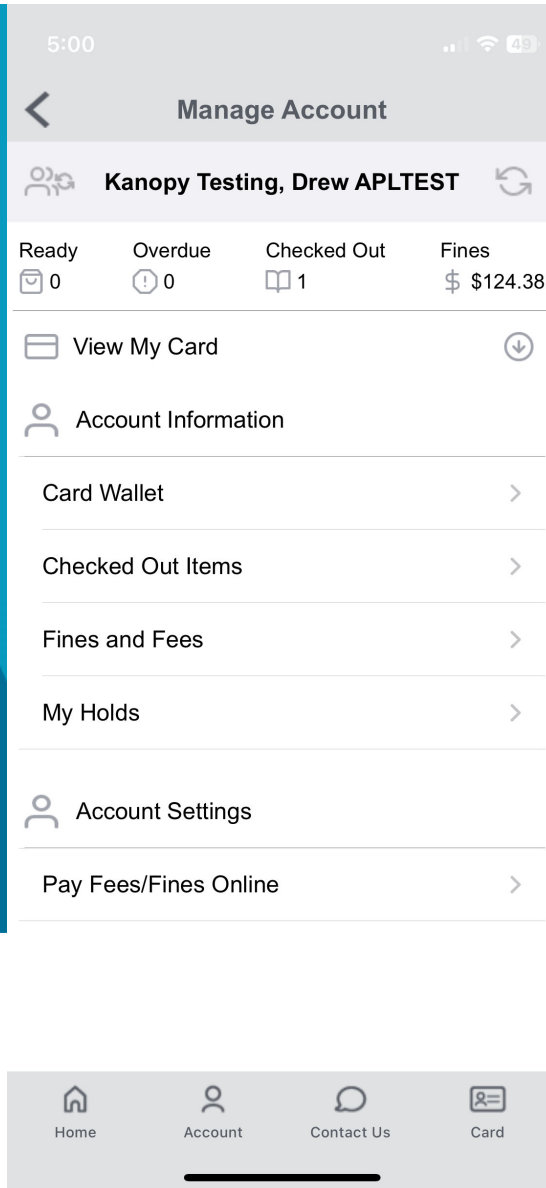 5:00
49
Manage Account
Kanopy Testing, Drew APLTEST
Ready Overdue Checked Out Fines
0 0 1 $124.38
View My Card
Account Information
Card Wallet
Checked Out Items
Fines and Fees
My Holds
Account Settings
Pay Fees/Fines Online
Home Account Contact Us Card